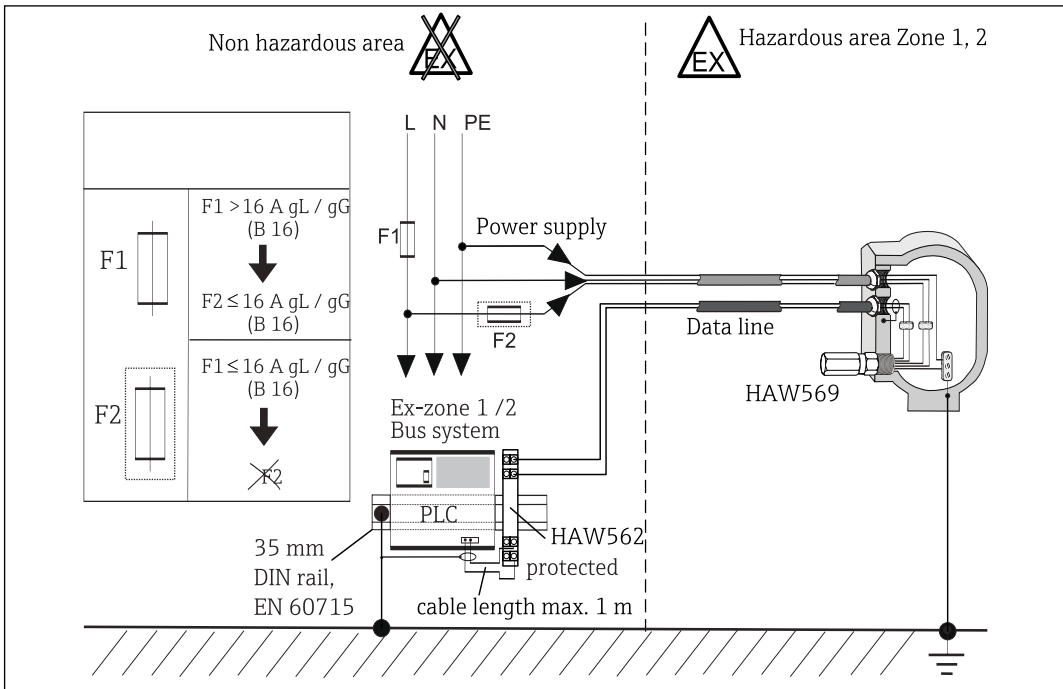 Non hazardous area
EX
EX
Hazardous area Zone 1, 2
L N PE
F1 >16 A gL / gG
(B 16)
F1
F2 ≤ 16 A gL / gG
(B 16)
F1 ≤ 16 A gL / gG
(B 16)
F2
F2
F1
Power supply
F2
Data line
HAW569
Ex-zone 1 /2
Bus system
PLC
HAW562
protected
35 mm
DIN rail,
EN 60715
cable length max. 1 m